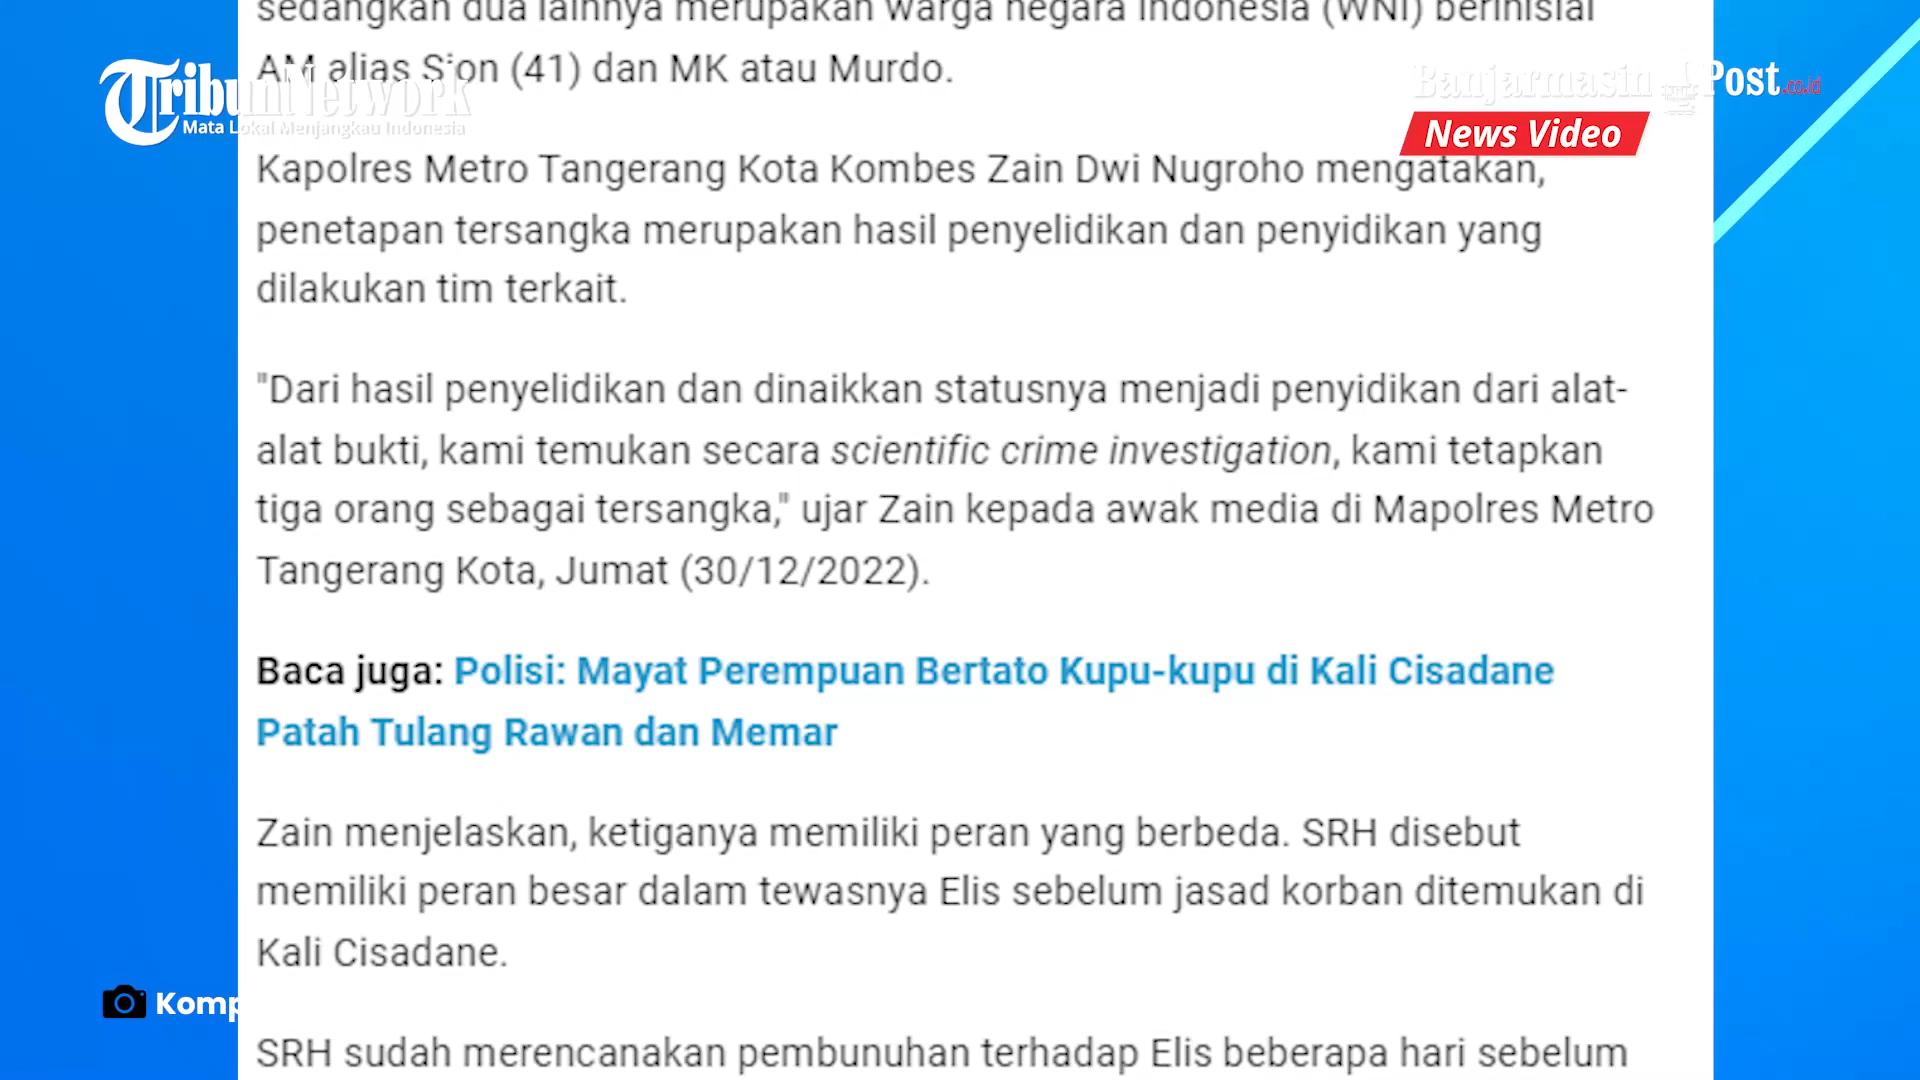 sedangkan dua lainnya merupakan warga negara Indonesia (WNI) berinisial
AM alias Sion (41) dan MK atau Murdo.
TribunNetwork
Mata Lokal Menjangkau Indonesia
Banjarmasin Post.co.id
News Video
Kapolres Metro Tangerang Kota Kombes Zain Dwi Nugroho mengatakan,
penetapan tersangka merupakan hasil penyelidikan dan penyidikan yang
dilakukan tim terkait.
"Dari hasil penyelidikan dan dinaikkan statusnya menjadi penyidikan dari alat-
alat bukti, kami temukan secara scientific crime investigation, kami tetapkan
tiga orang sebagai tersangka," ujar Zain kepada awak media di Mapolres Metro
Tangerang Kota, Jumat (30/12/2022).
Baca juga: Polisi: Mayat Perempuan Bertato Kupu-kupu di Kali Cisadane
Patah Tulang Rawan dan Memar
Zain menjelaskan, ketiganya memiliki peran yang berbeda. SRH disebut
memiliki peran besar dalam tewasnya Elis sebelum jasad korban ditemukan di
Kali Cisadane.
Komp
SRH sudah merencanakan pembunuhan terhadap Elis beberapa hari sebelum